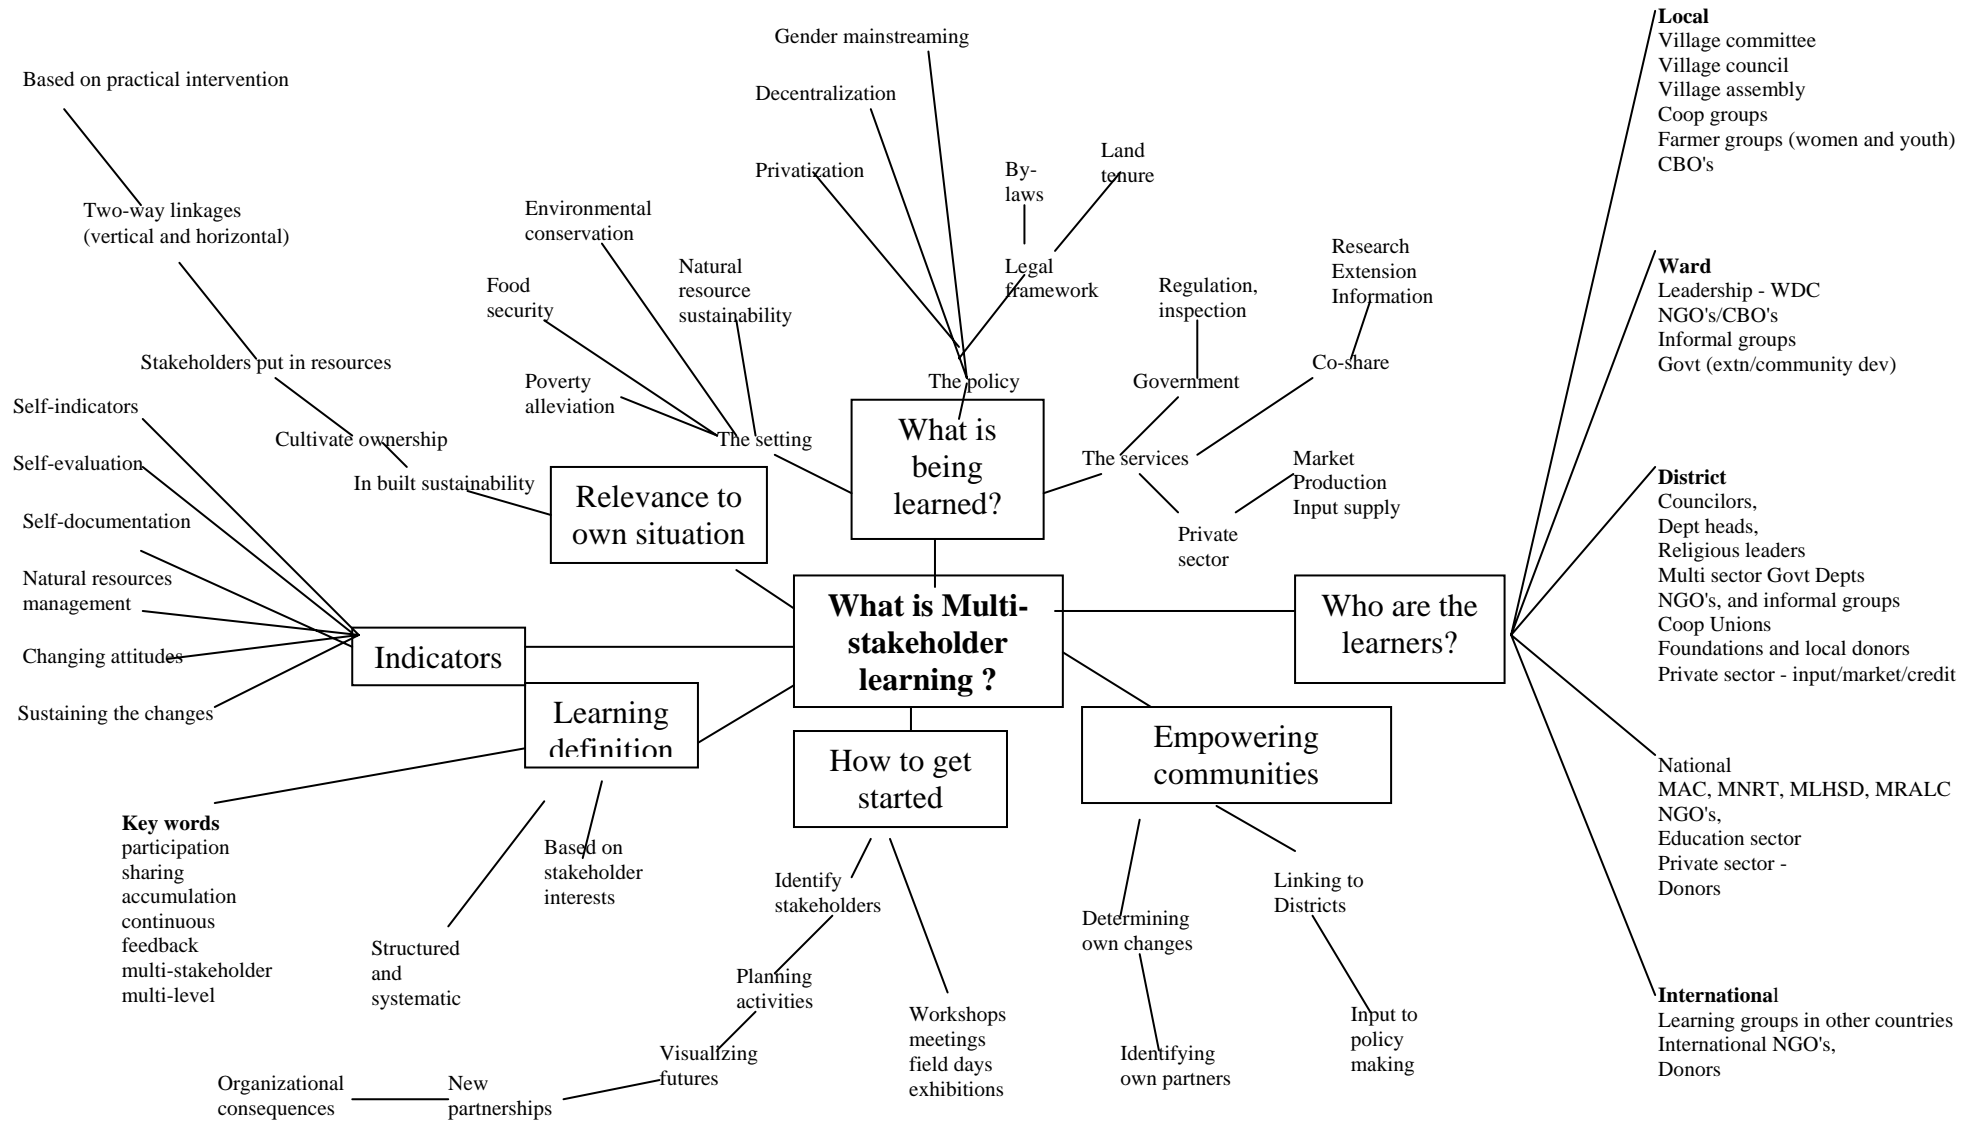 Gender mainstreaming
Decentralization
Privatization
By-
laws
Land
tenure
Legal
framework
The policy
Based on practical intervention
Two-way linkages
(vertical and horizontal)
Stakeholders put in resources
Cultivate ownership
In built sustainability
Relevance to
own situation
Environmental
conservation
Food
security
Natural
resource
sustainability
Poverty
alleviation
The setting
What is
being
learned?
Regulation,
inspection
Government
Research
Extension
Information
Co-share
The services
Market
Production
Input supply
Private
sector
Self-indicators
Self-evaluation
Self-documentation
Natural resources
management
Changing attitudes
Sustaining the changes
Indicators
What is Multi-
stakeholder
learning ?
Who are the
learners?
Local
Village committee
Village council
Village assembly
Coop groups
Farmer groups (women and youth)
CBO's
Ward
Leadership - WDC
NGO's/CBO's
Informal groups
Govt (extn/community dev)
District
Councilors,
Dept heads,
Religious leaders
Multi sector Govt Depts
NGO's, and informal groups
Coop Unions
Foundations and local donors
Private sector - input/market/credit
National
MAC, MNRT, MLHSD, MRALC
NGO's,
Education sector
Private sector -
Donors
International
Learning groups in other countries
International NGO's,
Donors
Learning
definition
Key words
participation
sharing
accumulation
continuous
feedback
multi-stakeholder
multi-level
Structured
and
systematic
Based on
stakeholder
interests
How to get
started
Identify
stakeholders
Planning
activities
Visualizing
futures
New
partnerships
Organizational
consequences
Workshops
meetings
field days
exhibitions
Empowering
communities
Determining
own changes
Identifying
own partners
Linking to
Districts
Input to
policy
making